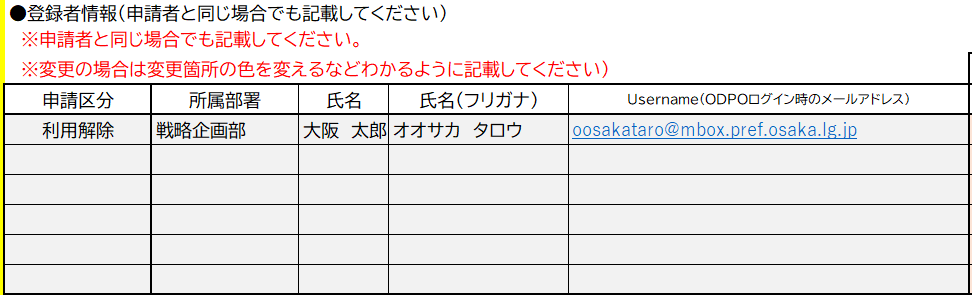 ●登録者情報(申請者と同じ場合でも記載してください)
※申請者と同じ場合でも記載してください。
※変更の場合は変更箇所の色を変えるなどわかるように記載してください)
申請区分 所属部署 氏名 氏名(フリガナ) Username(ODPOログイン時のメールアドレス)
利用解除 戦略企画部 大阪　太郎 オオサカ　タロウ oosakataro@mbox.pref.osaka.lg.jp